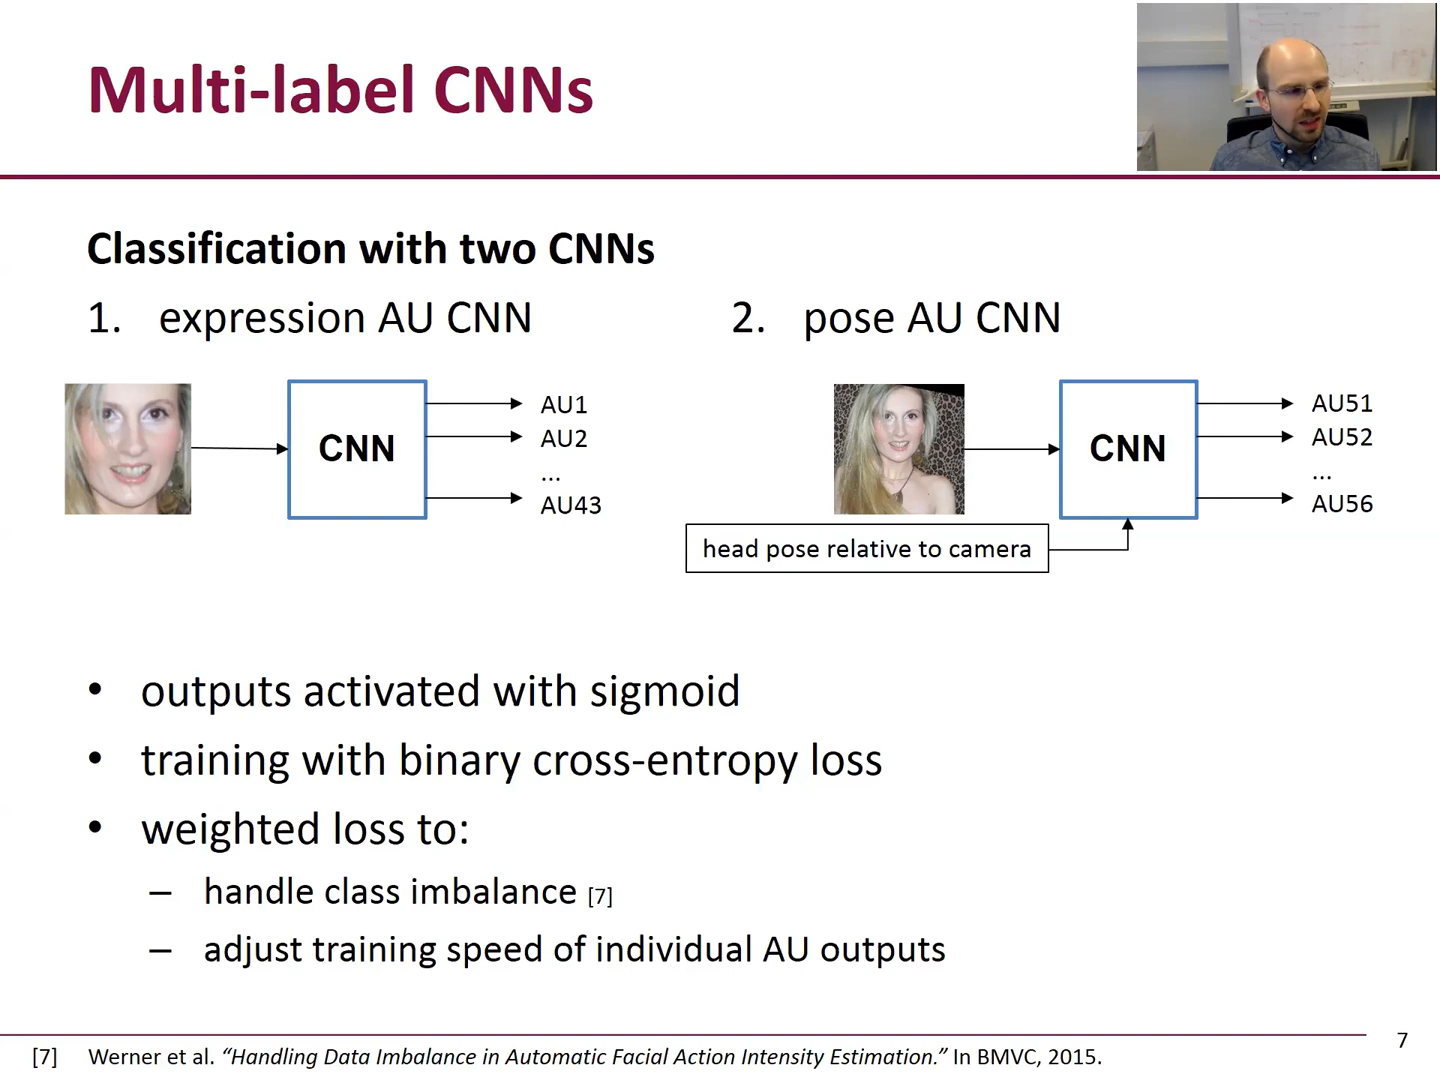 Multi-label CNNs
Classification with two CNNs
1. expression AU CNN
2. pose AU CNN
CNN
AU1
AU2
...
AU43
CNN
AU51
AU52
...
AU56
head pose relative to camera
• outputs activated with sigmoid
• training with binary cross-entropy loss
• weighted loss to:
– handle class imbalance [7]
– adjust training speed of individual AU outputs
7
[7] Werner et al. “Handling Data Imbalance in Automatic Facial Action Intensity Estimation.” In BMVC, 2015.